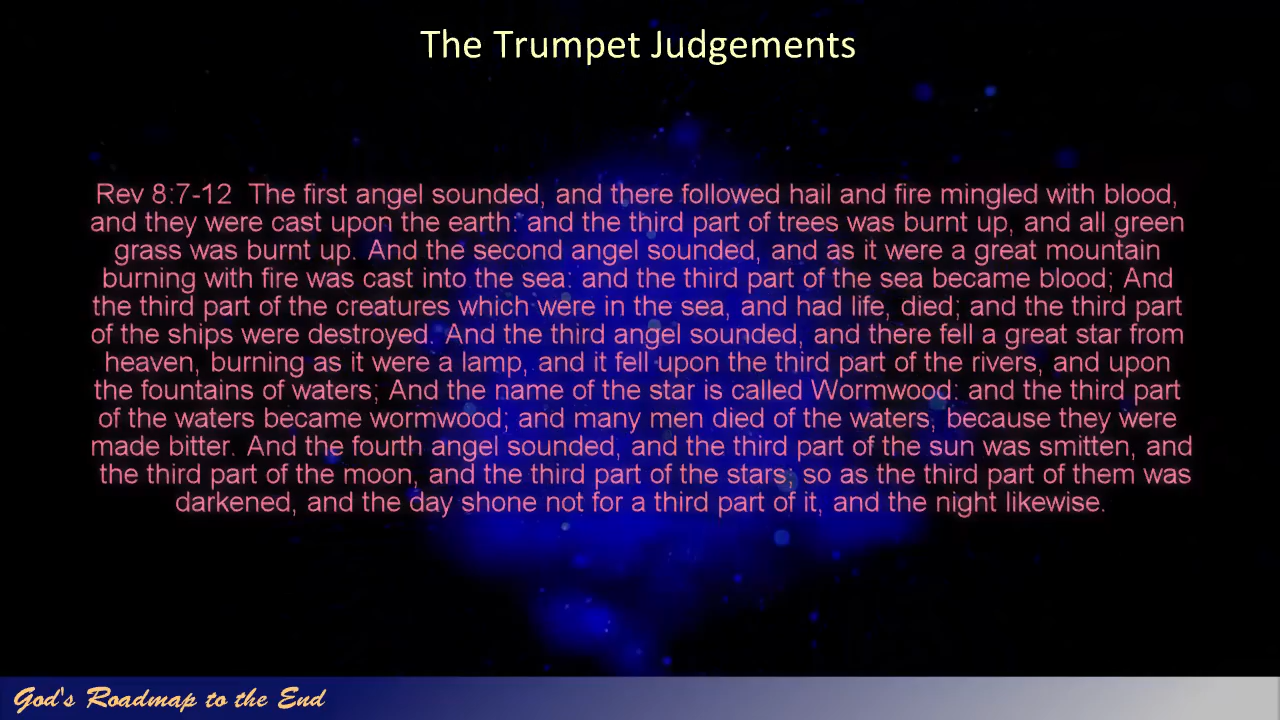 The Trumpet Judgements
Rev 8:7-12  The first angel sounded, and there followed hail and fire mingled with blood,
and they were cast upon the earth: and the third part of trees was burnt up, and all green
grass was burnt up. And the second angel sounded, and as it were a great mountain
burning with fire was cast into the sea: and the third part of the sea became blood; And
the third part of the creatures which were in the sea, and had life, died; and the third part
of the ships were destroyed. And the third angel sounded, and there fell a great star from
heaven, burning as it were a lamp, and it fell upon the third part of the rivers, and upon
the fountains of waters; And the name of the star is called Wormwood: and the third part
of the waters became wormwood; and many men died of the waters, because they were
made bitter. And the fourth angel sounded, and the third part of the sun was smitten, and
the third part of the moon, and the third part of the stars; so as the third part of them was
darkened, and the day shone not for a third part of it, and the night likewise.
God's Roadmap to the End